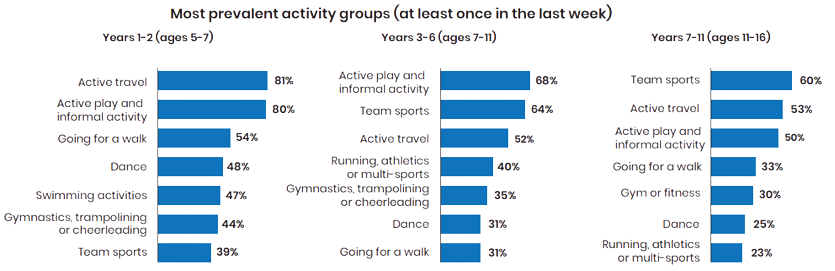 Most prevalent activity groups (at least once in the last week)
Years 1-2 (ages 5-7)
Active travel 81%
Active play and
informal activity 80%
Going for a walk 54%
Dance 48%
Swimming activities 47%
Gymnastics, trampolining
or cheerleading 44%
Team sports 39%
Years 3-6 (ages 7-11)
Active play and
informal activity 68%
Team sports 64%
Active travel 52%
Running, athletics
or multi-sports 40%
Gymnastics, trampolining
or cheerleading 35%
Dance 31%
Going for a walk 31%
Years 7-11 (ages 11-16)
Team sports 60%
Active travel 53%
Active play and
informal activity 50%
Going for a walk 33%
Gym or fitness 30%
Dance 25%
Running, athletics
or multi-sports 23%